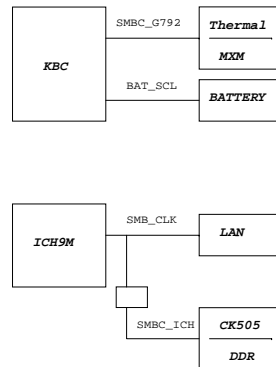 SMBC_G792
Thermal
KBC
MXM
BAT_SCL
BATTERY
SMB_CLK
LAN
ICH9M
SMBC_ICH
CK505
DDR